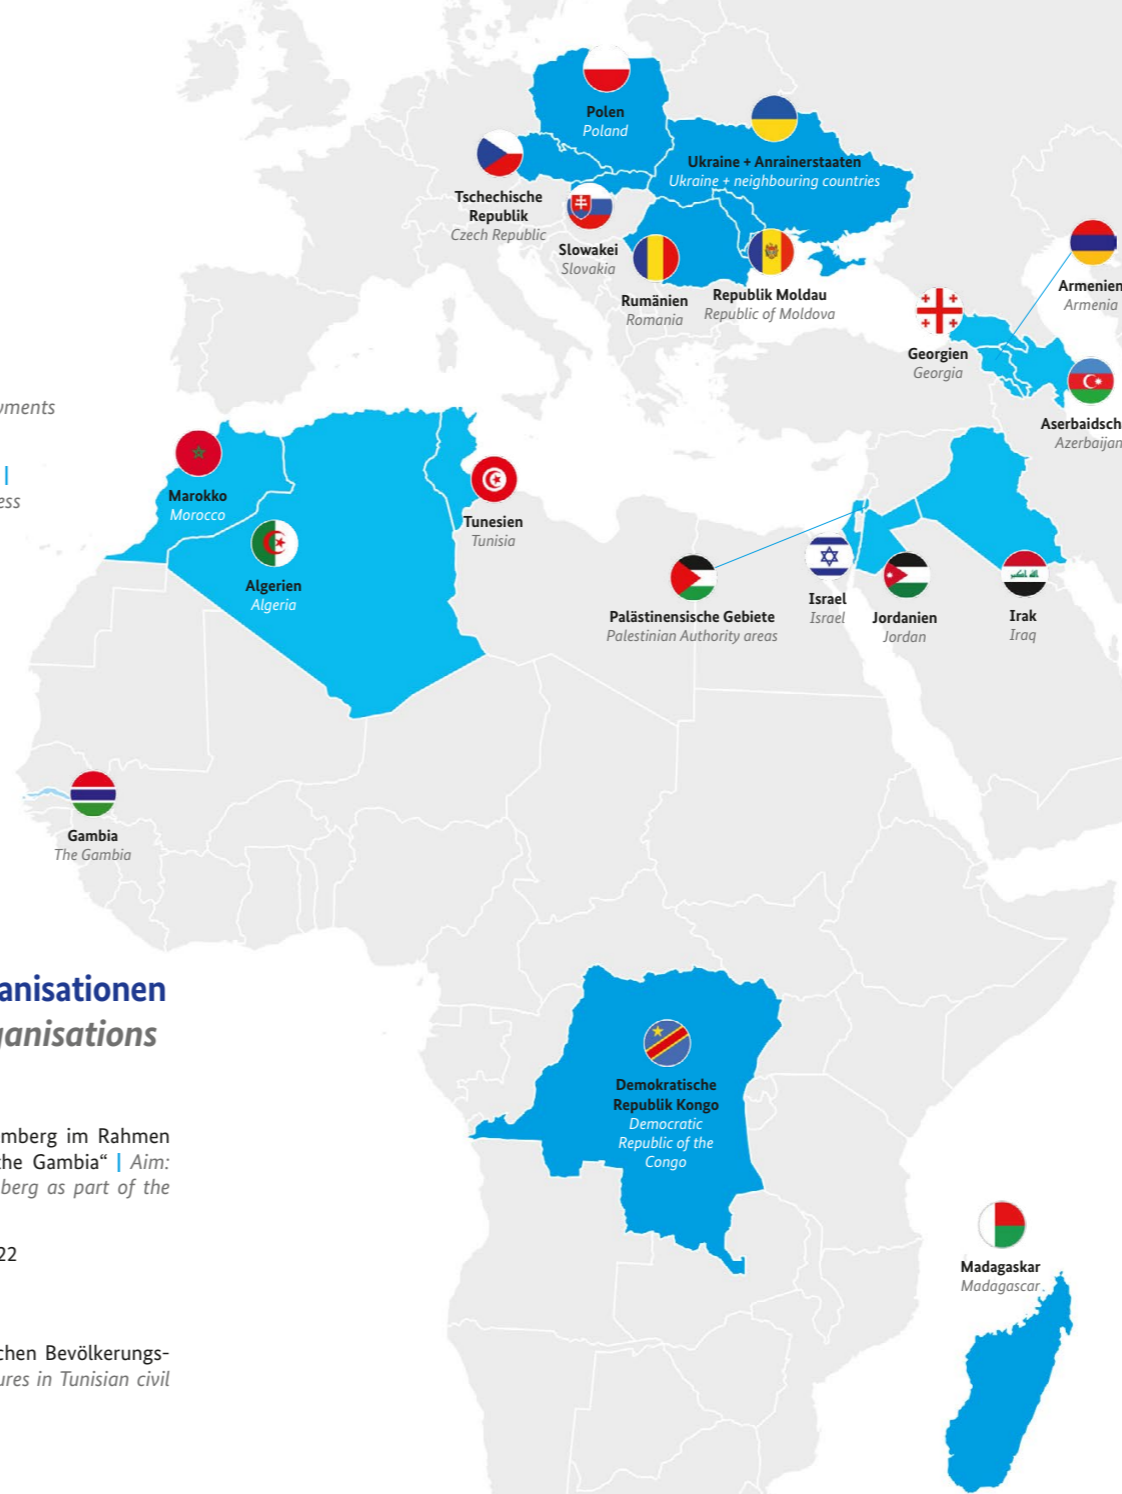 Polen
Poland
Ukraine + Anrainerstaaten
Ukraine + neighbouring countries
Tschechische
Republik
Czech Republic
Slowakei
Slovakia
Rumänien
Romania
Republik Moldau
Republic of Moldova
Armenien
Armenia
Georgien
Georgia
Aserbaidsch
Azerbaijan
yments
|
ess
Marokko
Morocco
Tunesien
Tunisia
Algerien
Algeria
Palästinensische Gebiete
Palestinian Authority areas
Israel
Israel
Jordanien
Jordan
Irak
Iraq
Gambia
The Gambia
anisationen
ganisations
Demokratische
Republik Kongo
Democratic
Republic of the
Congo
mberg im Rahmen
he Gambia“ | Aim:
berg as part of the
22
Madagaskar
Madagascar
chen Bevölkerungs-
ures in Tunisian civil